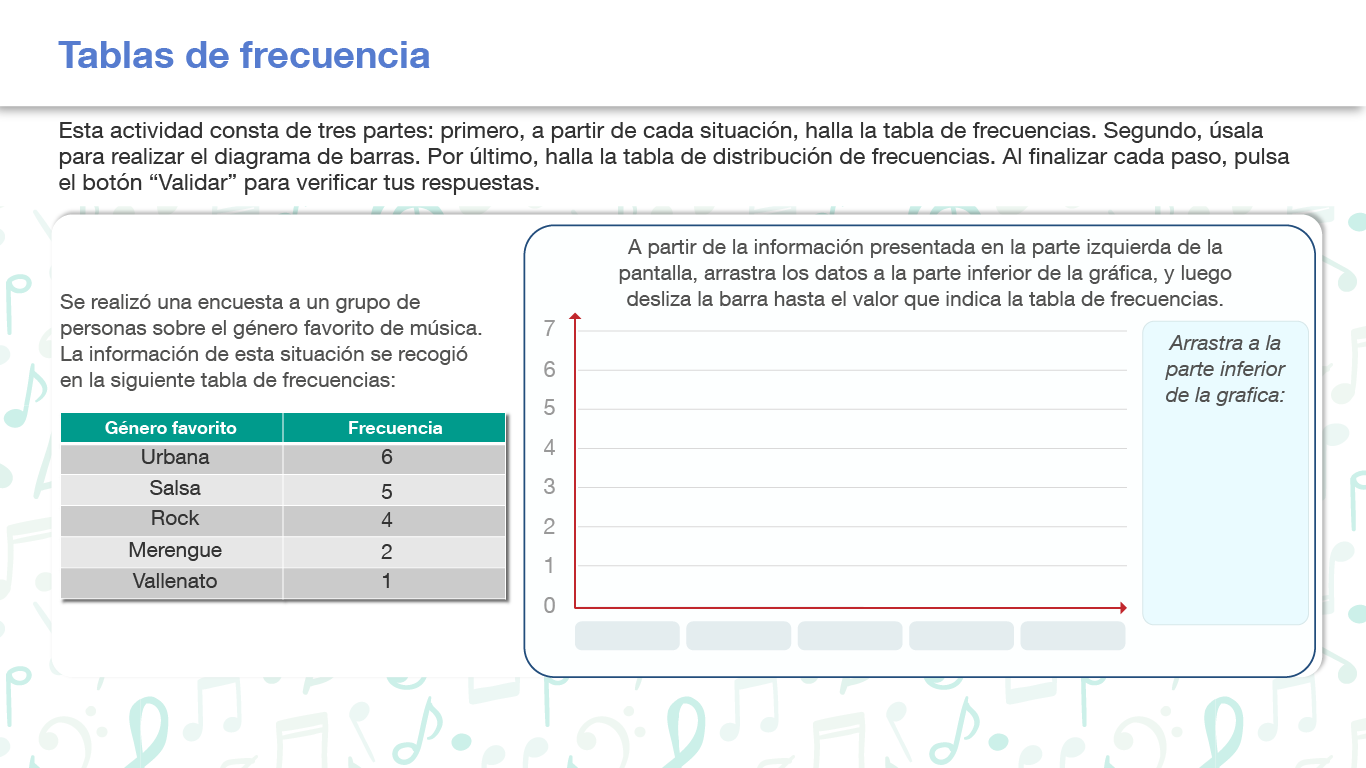 Tablas de frecuencia
Esta actividad consta de tres partes: primero, a partir de cada situación, halla la tabla de frecuencias. Segundo, úsala
para realizar el diagrama de barras. Por último, halla la tabla de distribución de frecuencias. Al finalizar cada paso, pulsa
el botón “Validar” para verificar tus respuestas.
Se realizó una encuesta a un grupo de
personas sobre el género favorito de música.
La información de esta situación se recogió
en la siguiente tabla de frecuencias:
Género favorito Frecuencia
Urbana 6
Salsa 5
Rock 4
Merengue 2
Vallenato 1
A partir de la información presentada en la parte izquierda de la
pantalla, arrastra los datos a la parte inferior de la gráfica, y luego
desliza la barra hasta el valor que indica la tabla de frecuencias.
7
6
5
4
3
2
1
0
Arrastra a la
parte inferior
de la grafica: